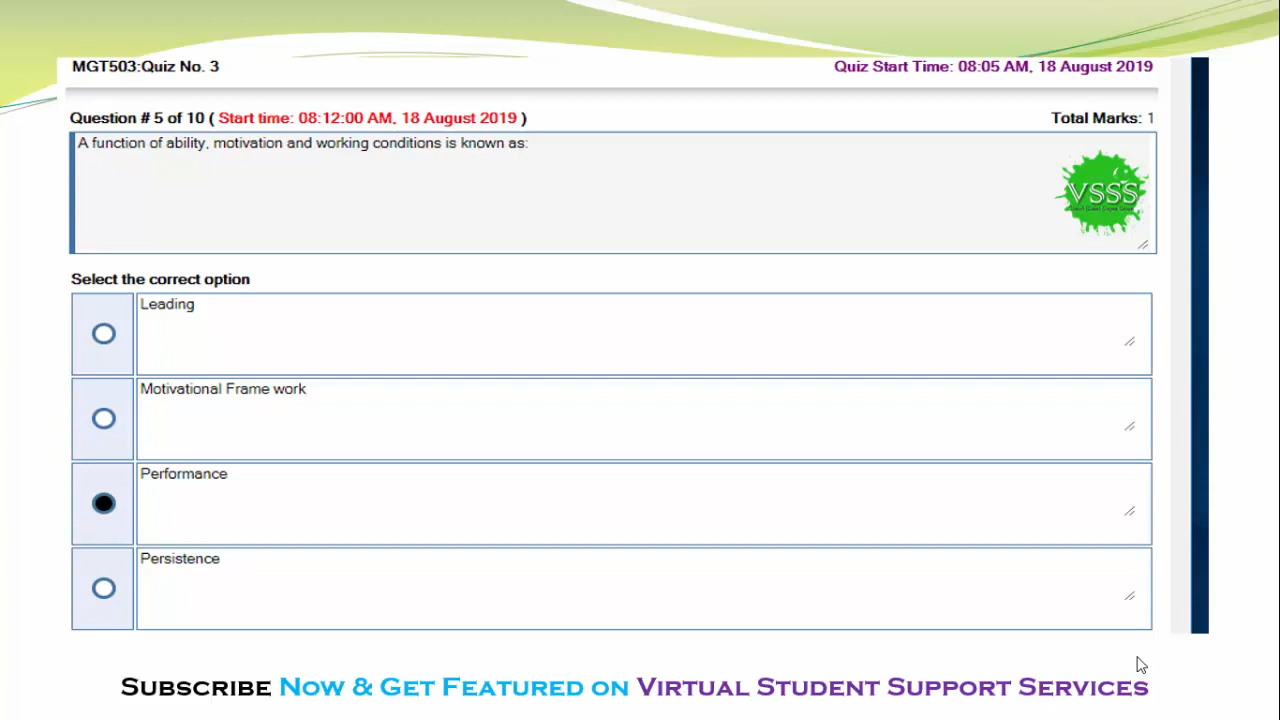 MGT503:Quiz No. 3
Quiz Start Time: 08:05 AM, 18 August 2019
Question # 5 of 10 ( Start time: 08:12:00 AM, 18 August 2019 )
Total Marks: 1
A function of ability, motivation and working conditions is known as:
VSSS
Select the correct option
Leading
Motivational Frame work
Performance
Persistence
Subscribe Now & Get Featured on Virtual Student Support Services